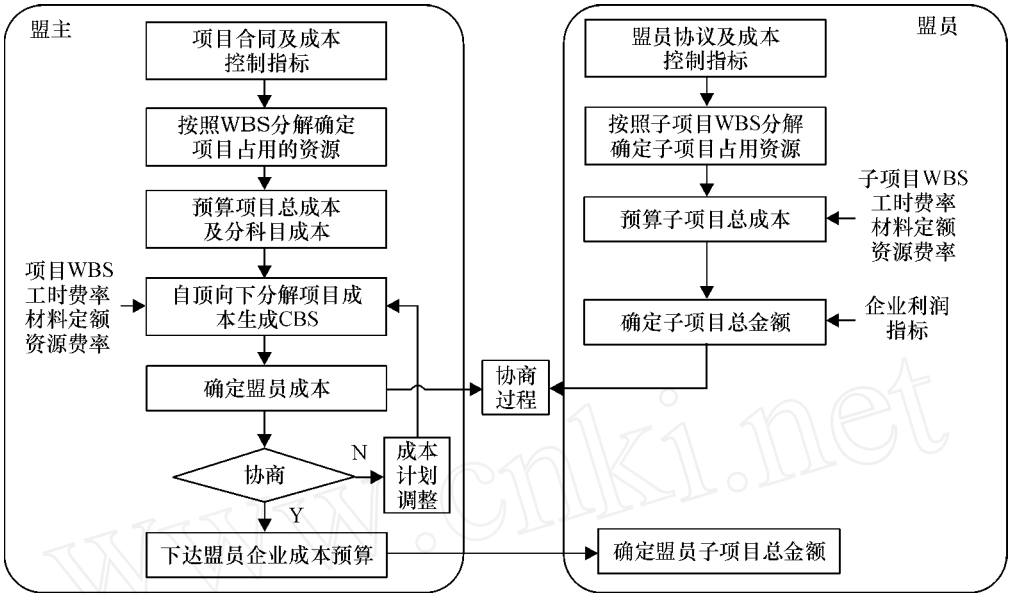 盟主
项目合同及成本
控制指标
按照WBS分解确定
项目占用的资源
预算项目总成本
及分科目成本
项目WBS
工时费率
材料定额
资源费率
自顶向下分解项目成
本生成CBS
确定盟员成本
协商
N
Y
成本
计划
调整
下达盟员企业成本预算
协商
过程
盟员
盟员协议及成本
控制指标
按照子项目WBS分解
确定子项目占用资源
预算子项目总成本
子项目WBS
工时费率
材料定额
资源费率
确定子项目总金额
企业利润
指标
确定盟员子项目总金额
www.cnki.net